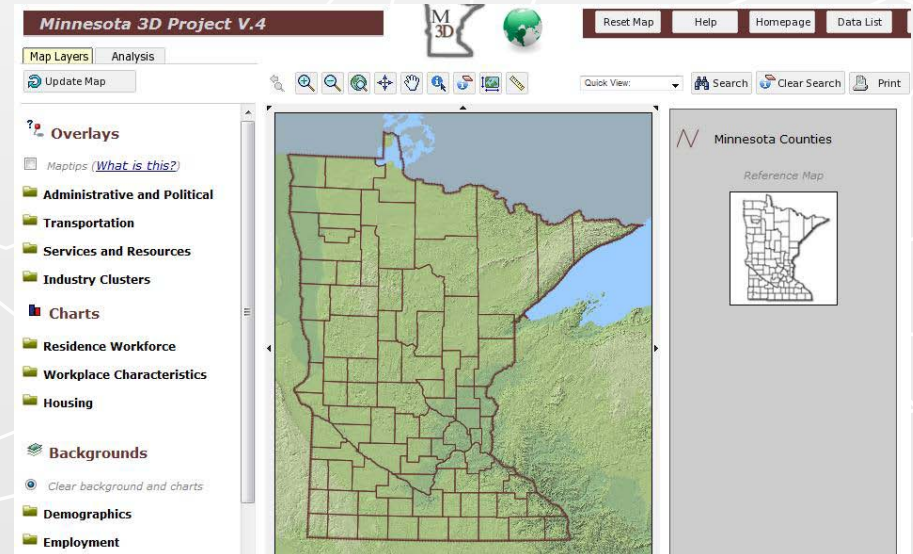 Minnesota 3D Project V.4
M
3D
Reset Map Help Homepage Data List
Map Layers Analysis
Update Map
Quick View: Search Clear Search Print
Overlays
Maptips (What is this?)
Administrative and Political
Transportation
Services and Resources
Industry Clusters
Charts
Residence Workforce
Workplace Characteristics
Housing
Backgrounds
Clear background and charts
Demographics
Employment
Minnesota Counties
Reference Map